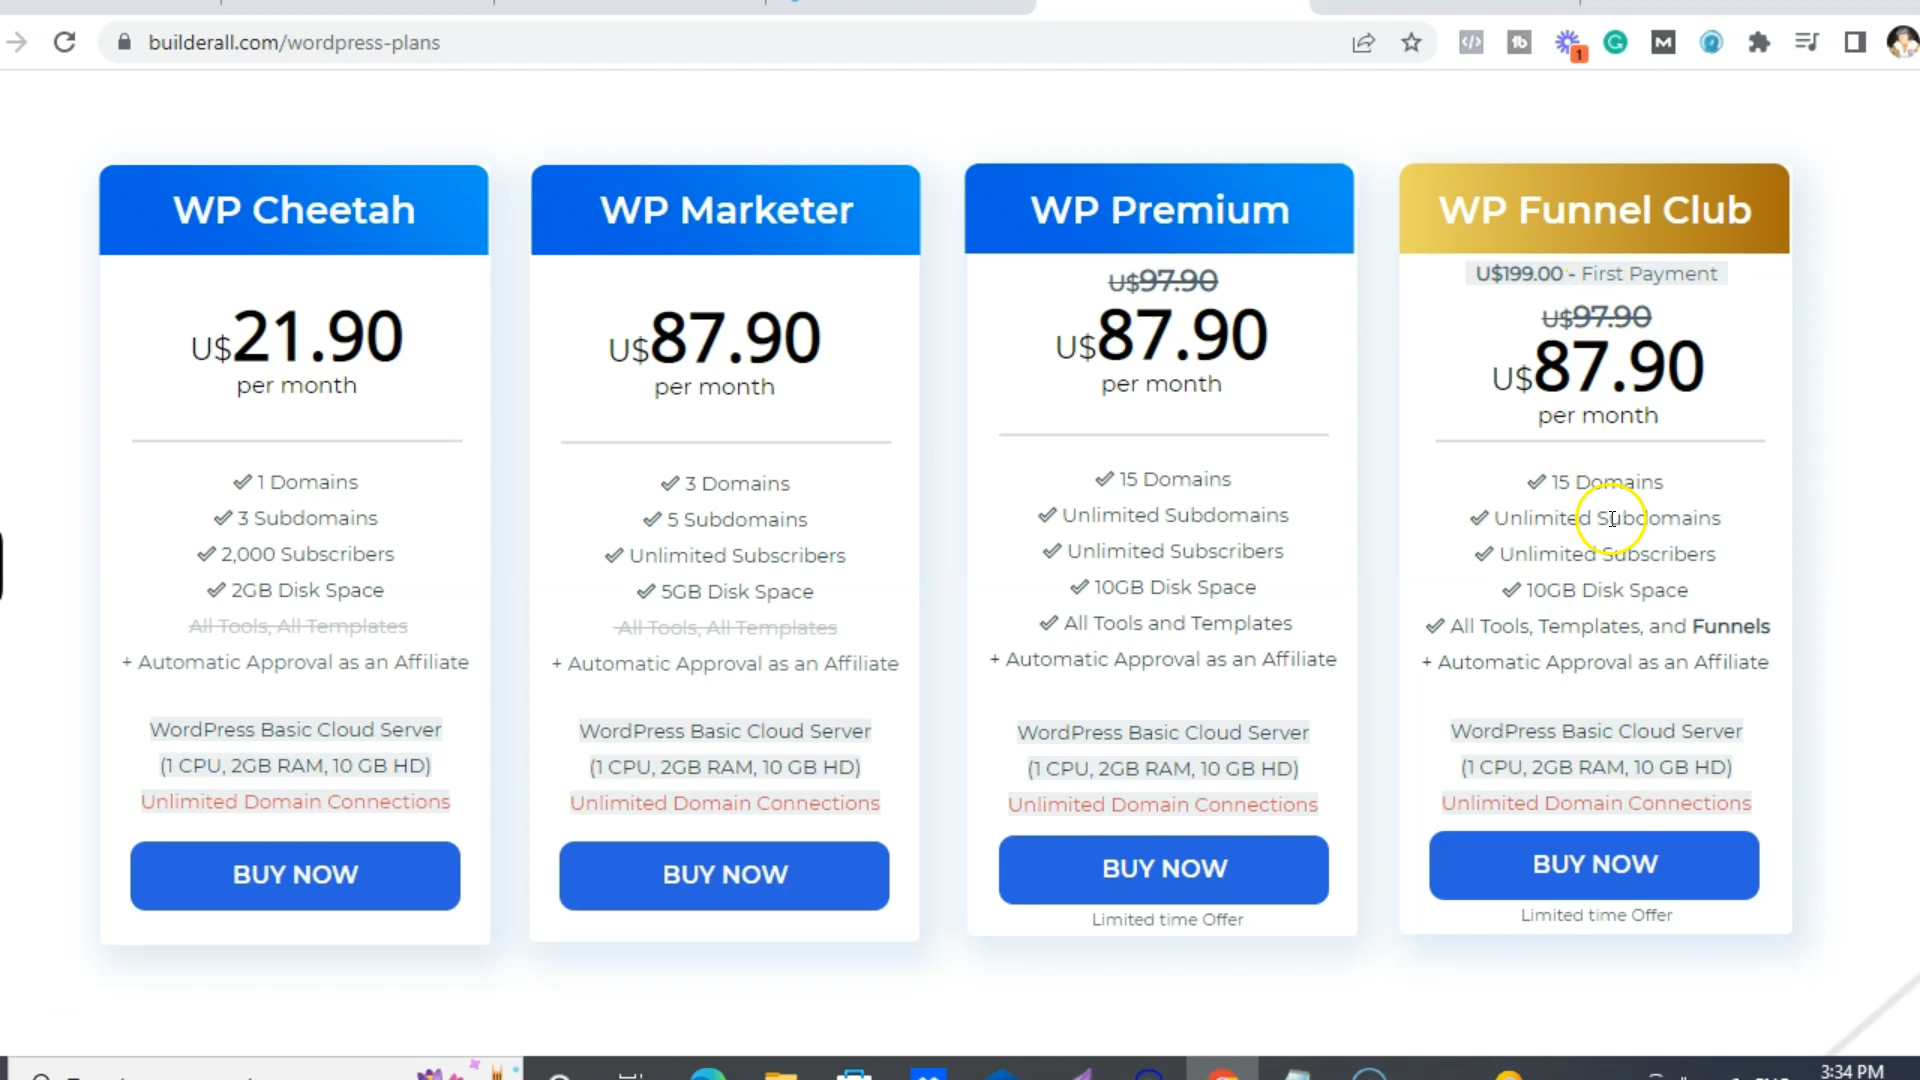 builderall.com/wordpress-plans
1
WP Cheetah
U$21.90
per month
1 Domains
3 Subdomains
2,000 Subscribers
2GB Disk Space
All Tools, All Templates
+ Automatic Approval as an Affiliate
WordPress Basic Cloud Server
(1 CPU, 2GB RAM, 10 GB HD)
Unlimited Domain Connections
BUY NOW
WP Marketer
U$87.90
per month
3 Domains
5 Subdomains
Unlimited Subscribers
5GB Disk Space
All Tools, All Templates
+ Automatic Approval as an Affiliate
WordPress Basic Cloud Server
(1 CPU, 2GB RAM, 10 GB HD)
Unlimited Domain Connections
BUY NOW
WP Premium
U$97.90
U$87.90
per month
15 Domains
Unlimited Subdomains
Unlimited Subscribers
10GB Disk Space
All Tools and Templates
+ Automatic Approval as an Affiliate
WordPress Basic Cloud Server
(1 CPU, 2GB RAM, 10 GB HD)
Unlimited Domain Connections
BUY NOW
Limited time Offer
WP Funnel Club
U$199.00 - First Payment
U$97.90
U$87.90
per month
15 Domains
Unlimited Subdomains
Unlimited Subscribers
10GB Disk Space
All Tools, Templates, and Funnels
+ Automatic Approval as an Affiliate
WordPress Basic Cloud Server
(1 CPU, 2GB RAM, 10 GB HD)
Unlimited Domain Connections
BUY NOW
Limited time Offer
3:34 PM